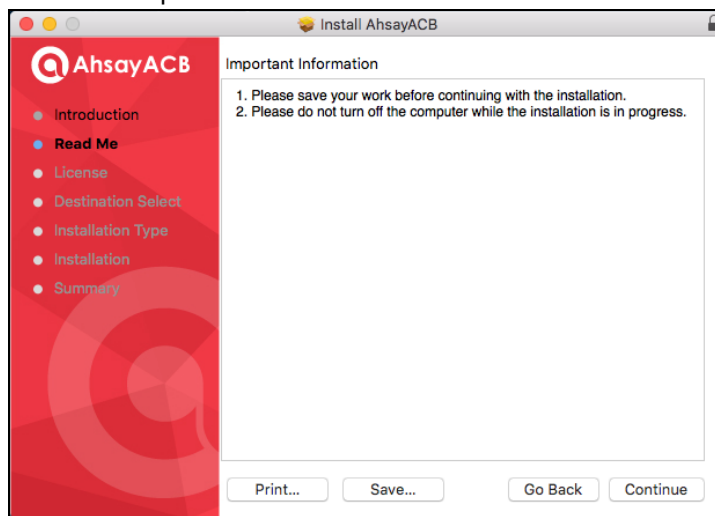 Install AhsayACB
AhsayACB
Introduction
Read Me
License
Destination Select
Installation Type
Installation
Summary
Important Information
1. Please save your work before continuing with the installation.
2. Please do not turn off the computer while the installation is in progress.
Print...
Save...
Go Back
Continue